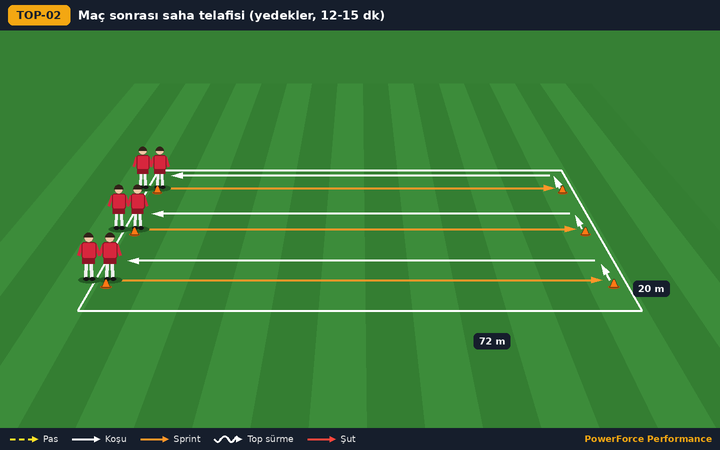 TOP-02 Maç sonrası saha telafisi (yedekler, 12-15 dk)
20 m
72 m
Pas Koşu Sprint Top sürme Şut PowerForce Performance